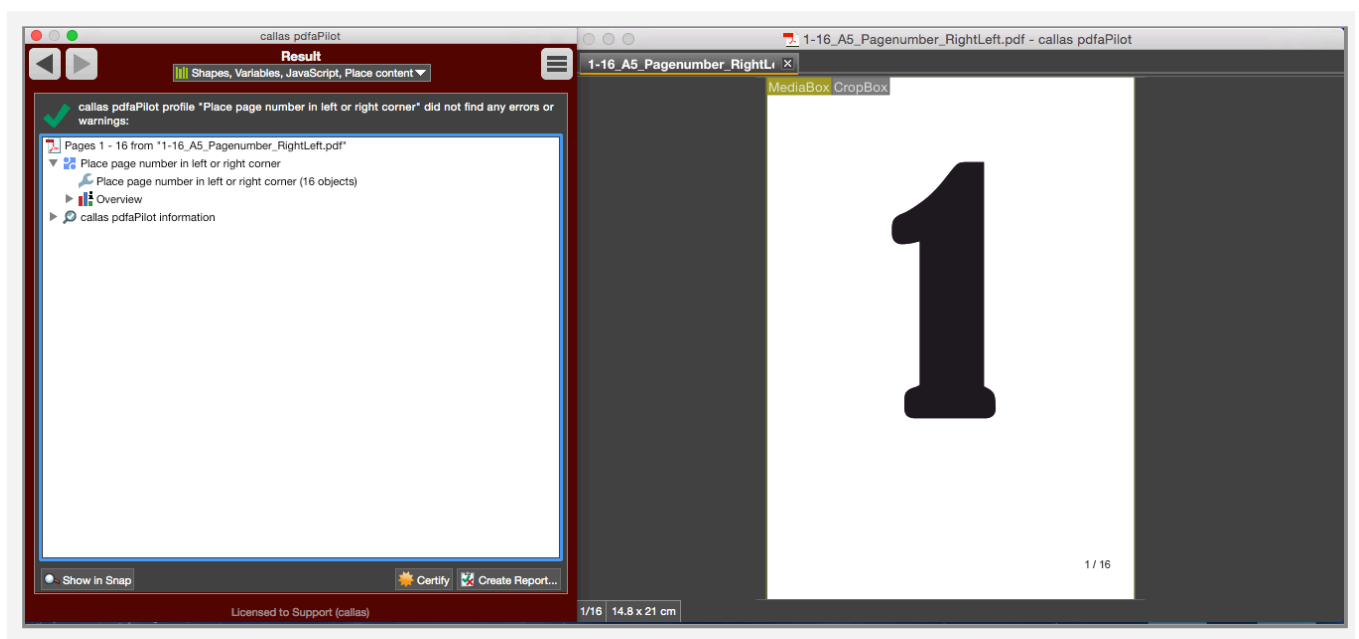 callas pdfaPilot
Result
Shapes, Variables, JavaScript, Place content
callas pdfaPilot profile "Place page number in left or right corner" did not find any errors or
warnings:
Pages 1 - 16 from "1-16_A5_Pagenumber_RightLeft.pdf"
Place page number in left or right corner
Place page number in left or right corner (16 objects)
Overview
callas pdfaPilot information
Show in Snap
Certify
Create Report...
Licensed to Support (callas)
1-16_A5_Pagenumber_RightLeft.pdf - callas pdfaPilot
1-16_A5_Pagenumber_RightL
MediaBox CropBox
1
1 / 16
1/16 14.8 x 21 cm